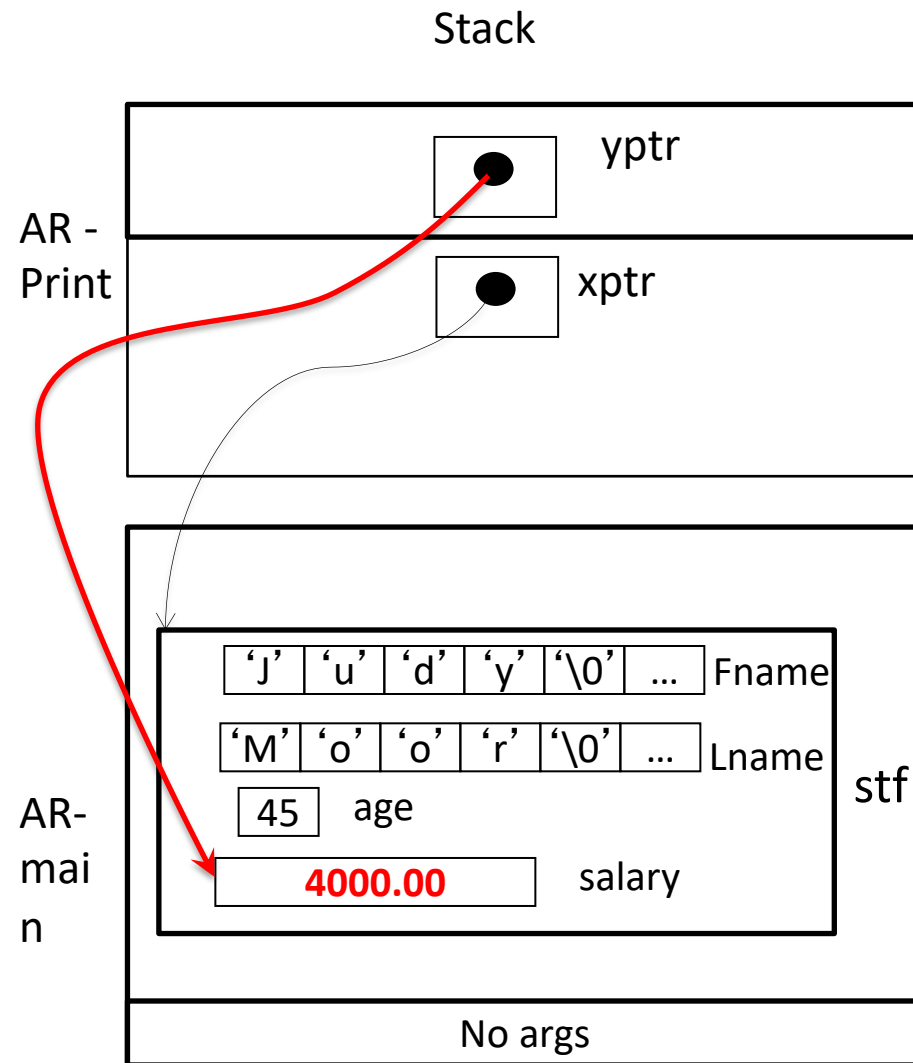 Stack
yptr
AR -
Print
xptr
‘J’ ‘u’ ‘d’ ‘y’ ‘\0’ … Fname
‘M’ ‘o’ ‘o’ ‘r’ ‘\0’ … Lname
stf
45 age
AR-
mai
n
4000.00 salary
No args